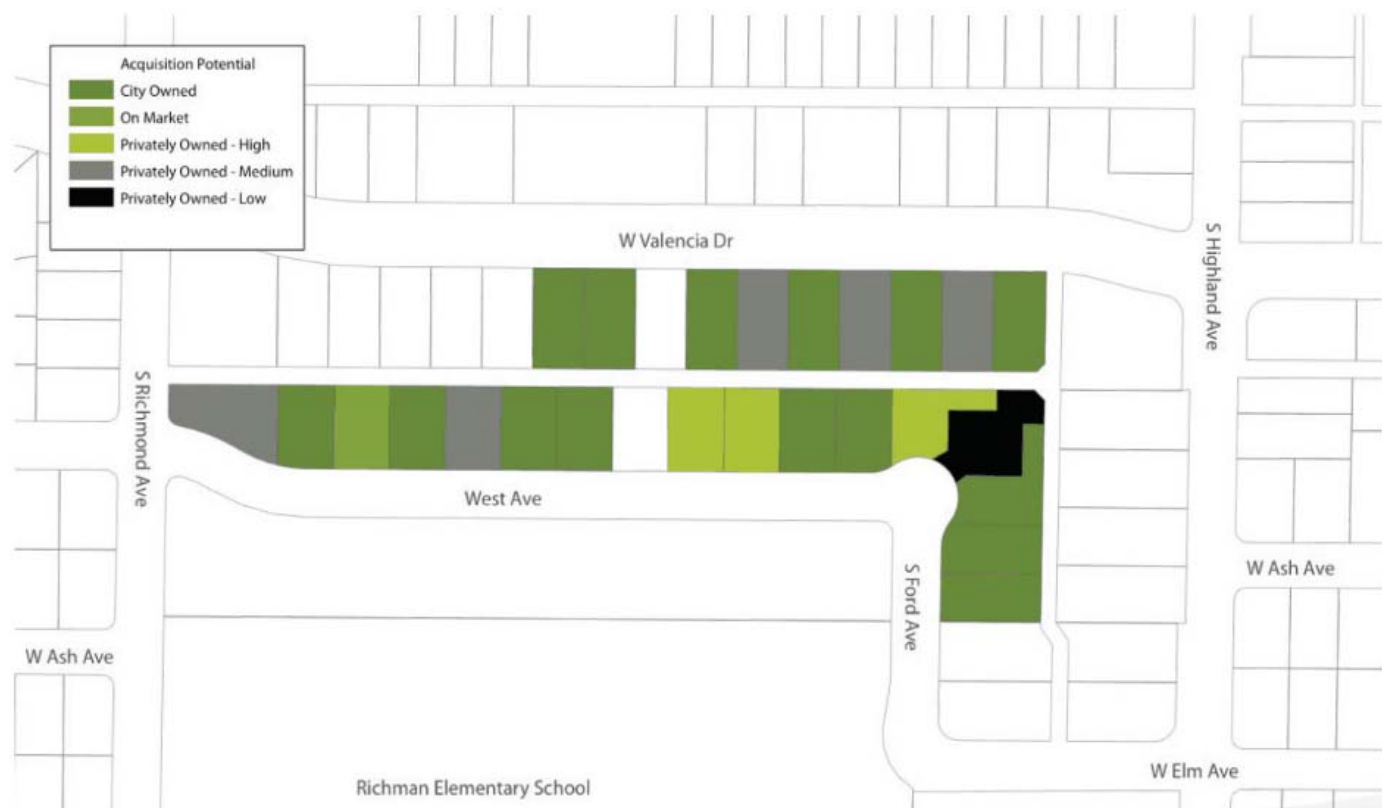 Acquisition Potential
City Owned
On Market
Privately Owned - High
Privately Owned - Medium
Privately Owned - Low
W Valencia Dr
S Highland Ave
S Richmond Ave
West Ave
S Ford Ave
W Ash Ave
W Ash Ave
W Elm Ave
Richman Elementary School